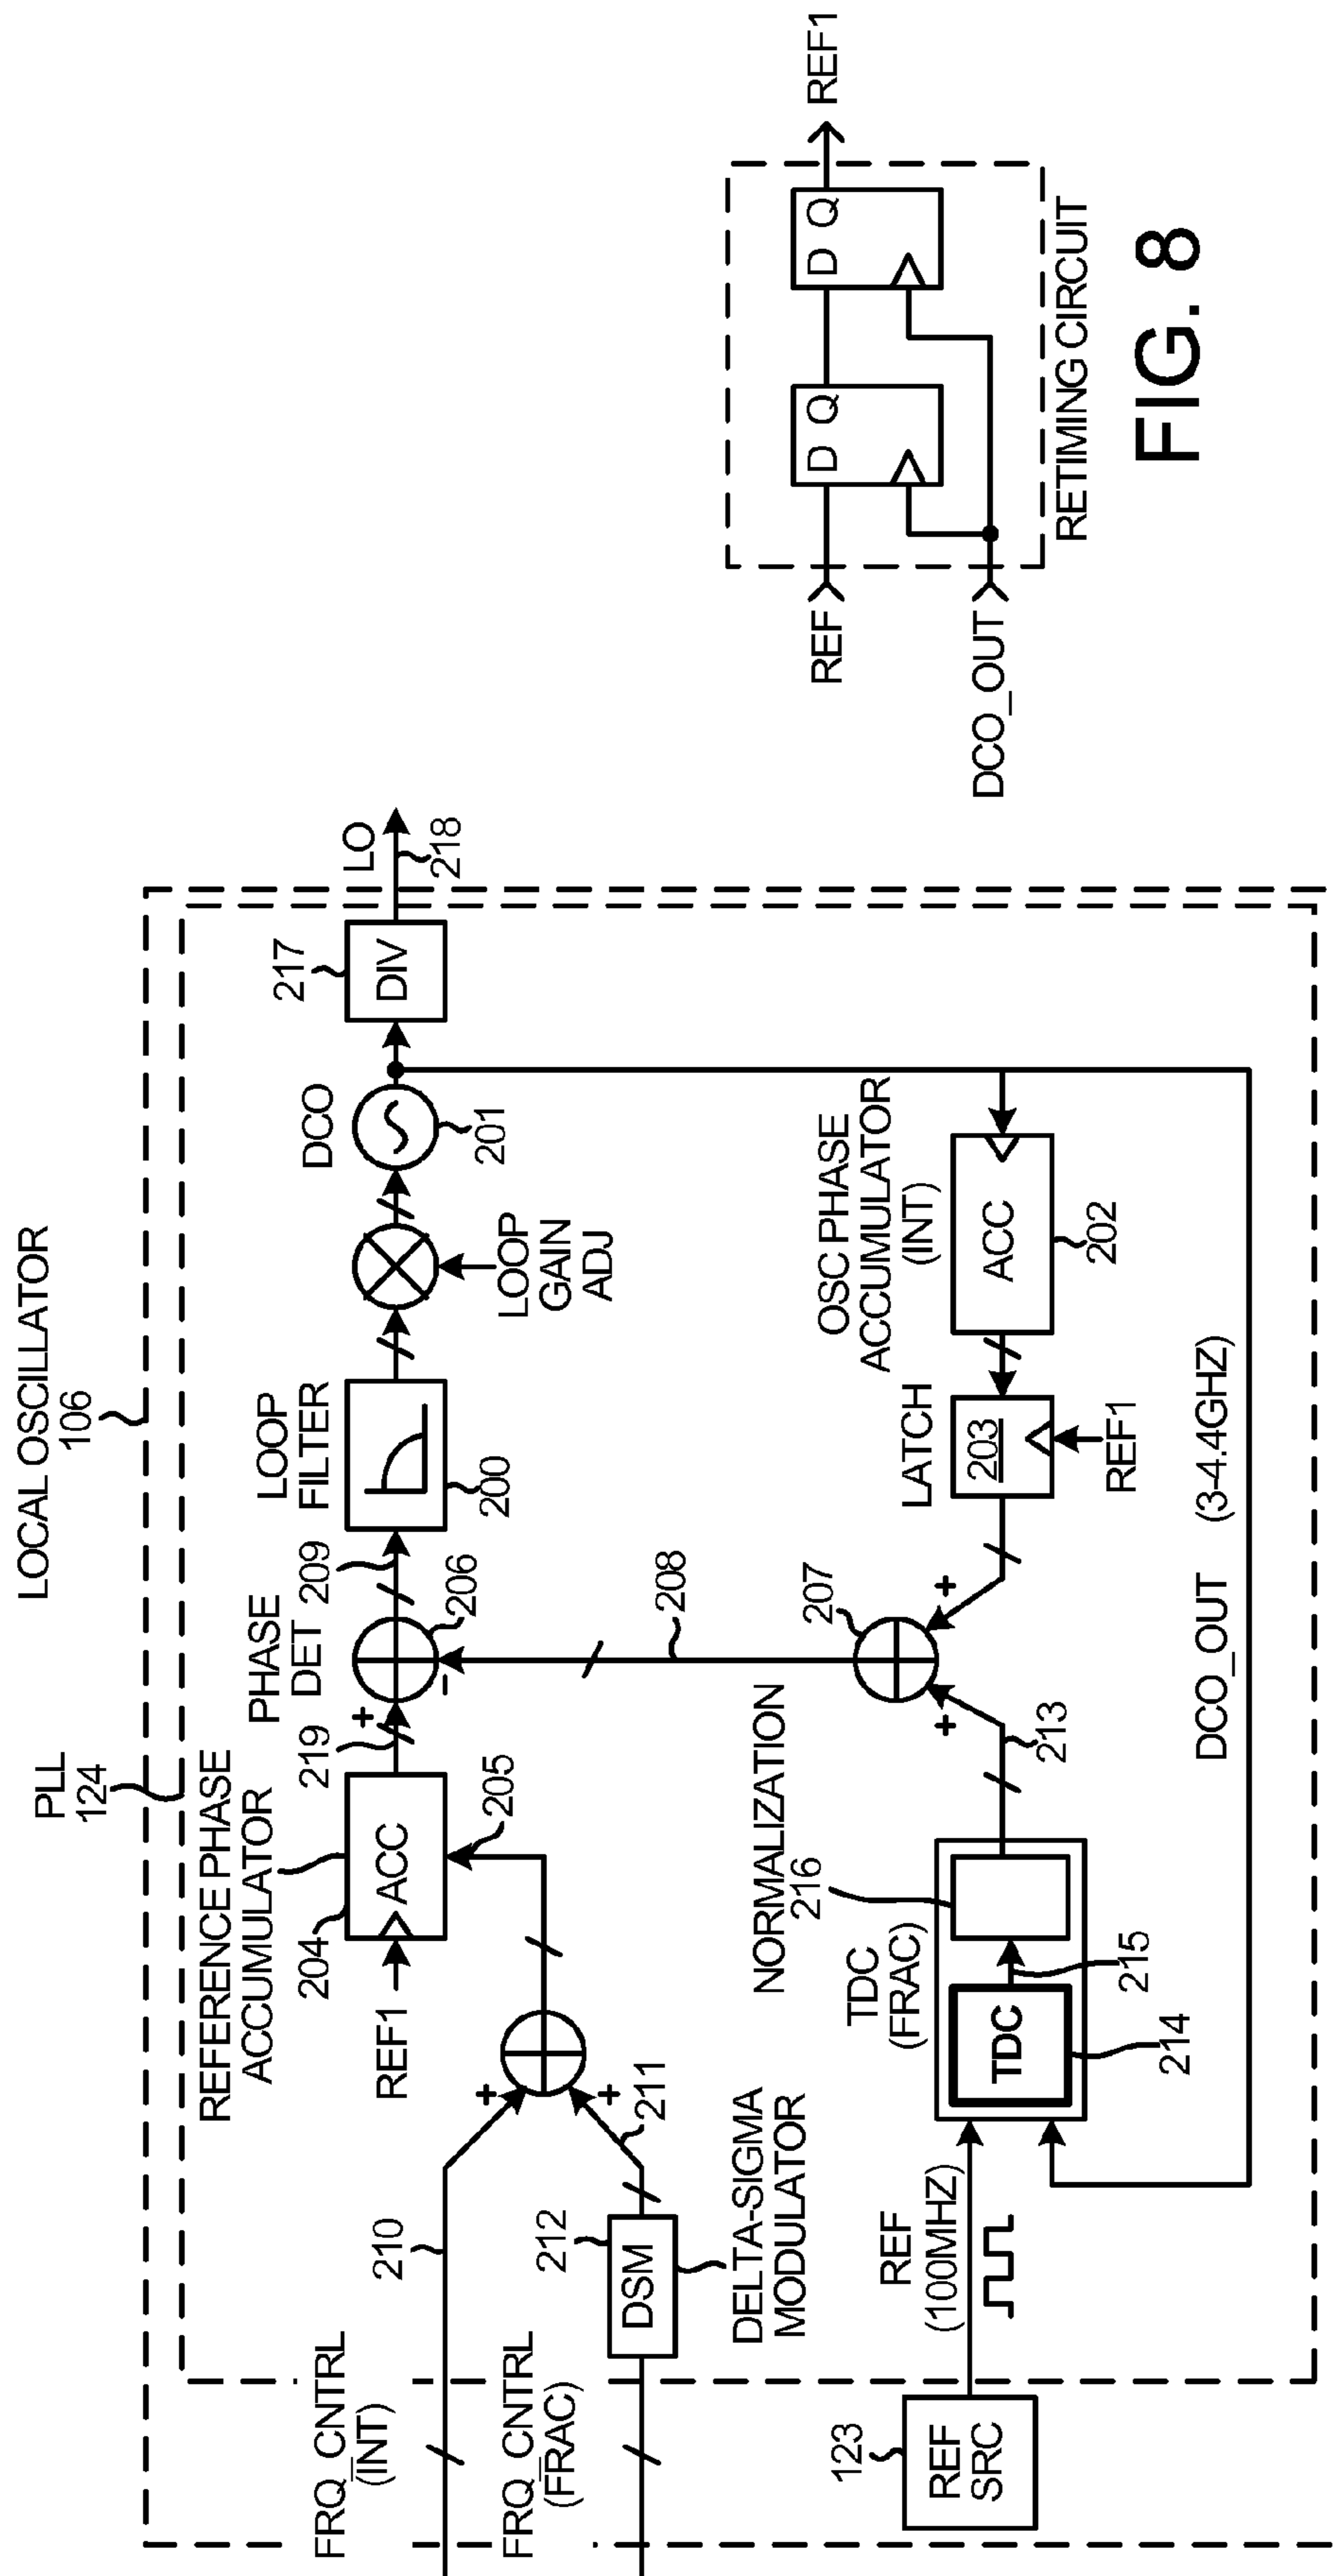 LOCAL OSCILLATOR
106
PLL
124
REFERENCE PHASE
ACCUMULATOR
204
ACC
REF1
219
205
PHASE
DET
209
206
LOOP
FILTER
200
LOOP
GAIN
ADJ
DCO
201
217
DIV
LO
218
FRQ_CNTRL
(INT)
210
FRQ_CNTRL
(FRAC)
212
DSM
211
DELTA-SIGMA
MODULATOR
208
207
NORMALIZATION
216
TDC
(FRAC)
TDC
215
214
213
LATCH
203
REF1
OSC PHASE
ACCUMULATOR
(INT)
ACC
202
123
REF
SRC
REF
(100MHZ)
DCO_OUT
(3-4.4GHZ)
REF
DCO_OUT
D Q
D Q
REF1
RETIMING CIRCUIT
FIG. 8